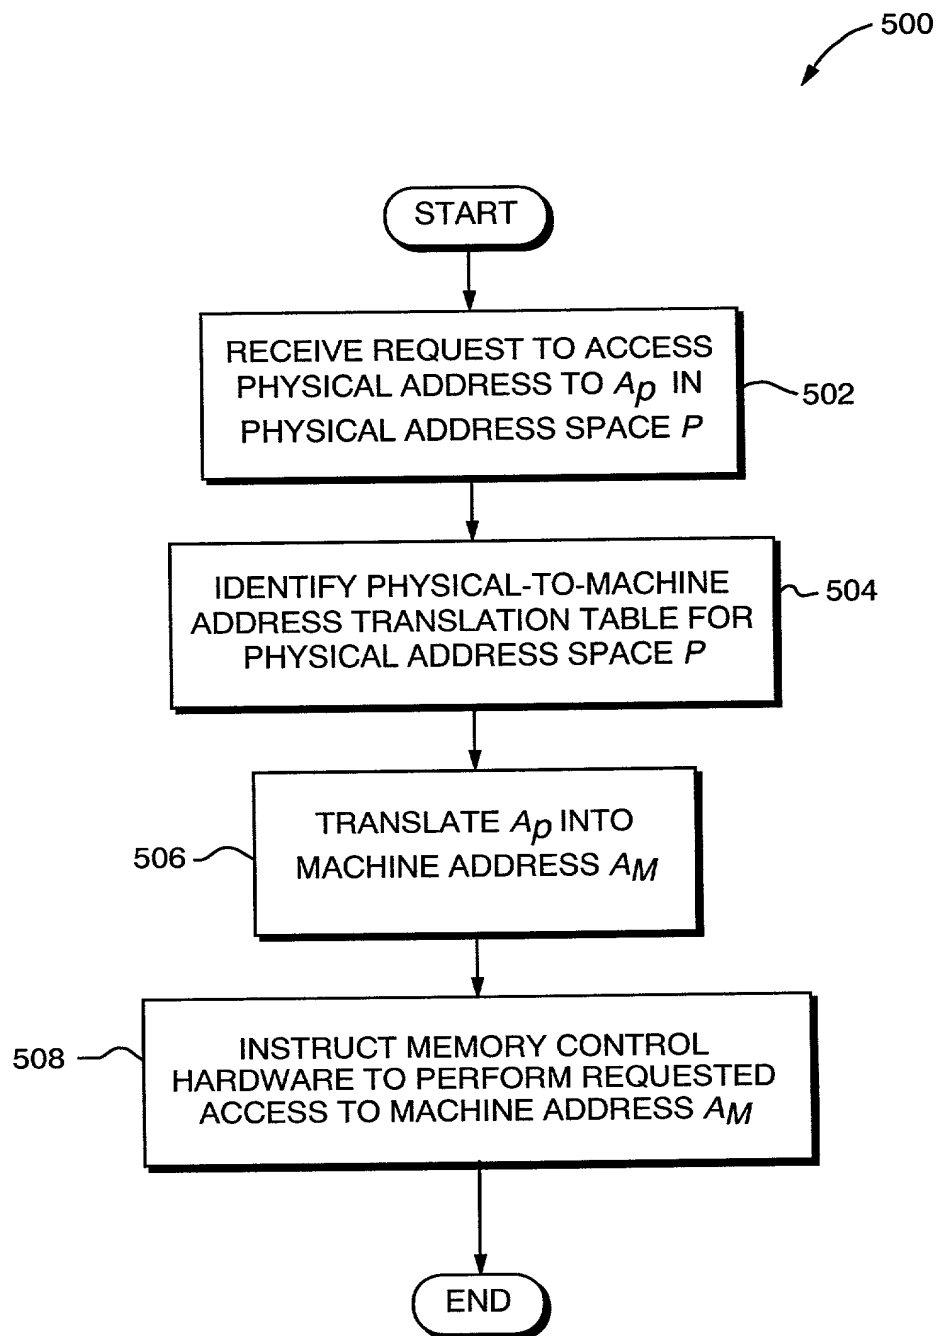 500
START
RECEIVE REQUEST TO ACCESS
PHYSICAL ADDRESS TO Ap IN
PHYSICAL ADDRESS SPACE P
502
IDENTIFY PHYSICAL-TO-MACHINE
ADDRESS TRANSLATION TABLE FOR
PHYSICAL ADDRESS SPACE P
504
TRANSLATE Ap INTO
MACHINE ADDRESS AM
506
INSTRUCT MEMORY CONTROL
HARDWARE TO PERFORM REQUESTED
ACCESS TO MACHINE ADDRESS AM
508
END